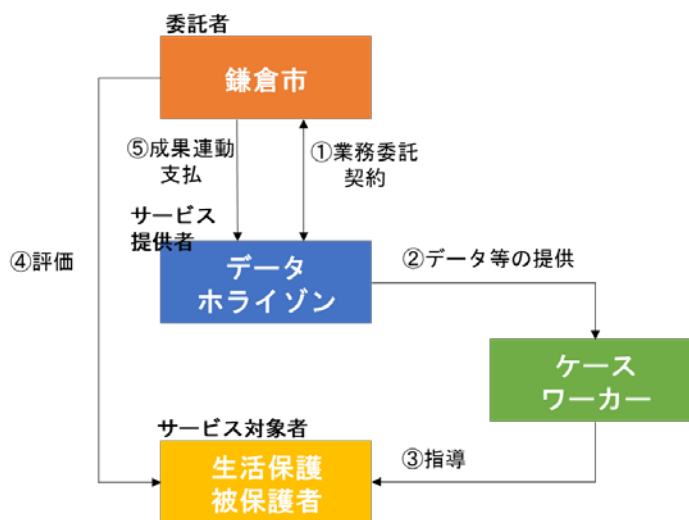 委託者
鎌倉市
⑤成果連動
支払
①業務委託
契約
サービス
提供者
データ
ホライゾン
②データ等の提供
④評価
ケース
ワーカー
サービス対象者
生活保護
被保護者
③指導